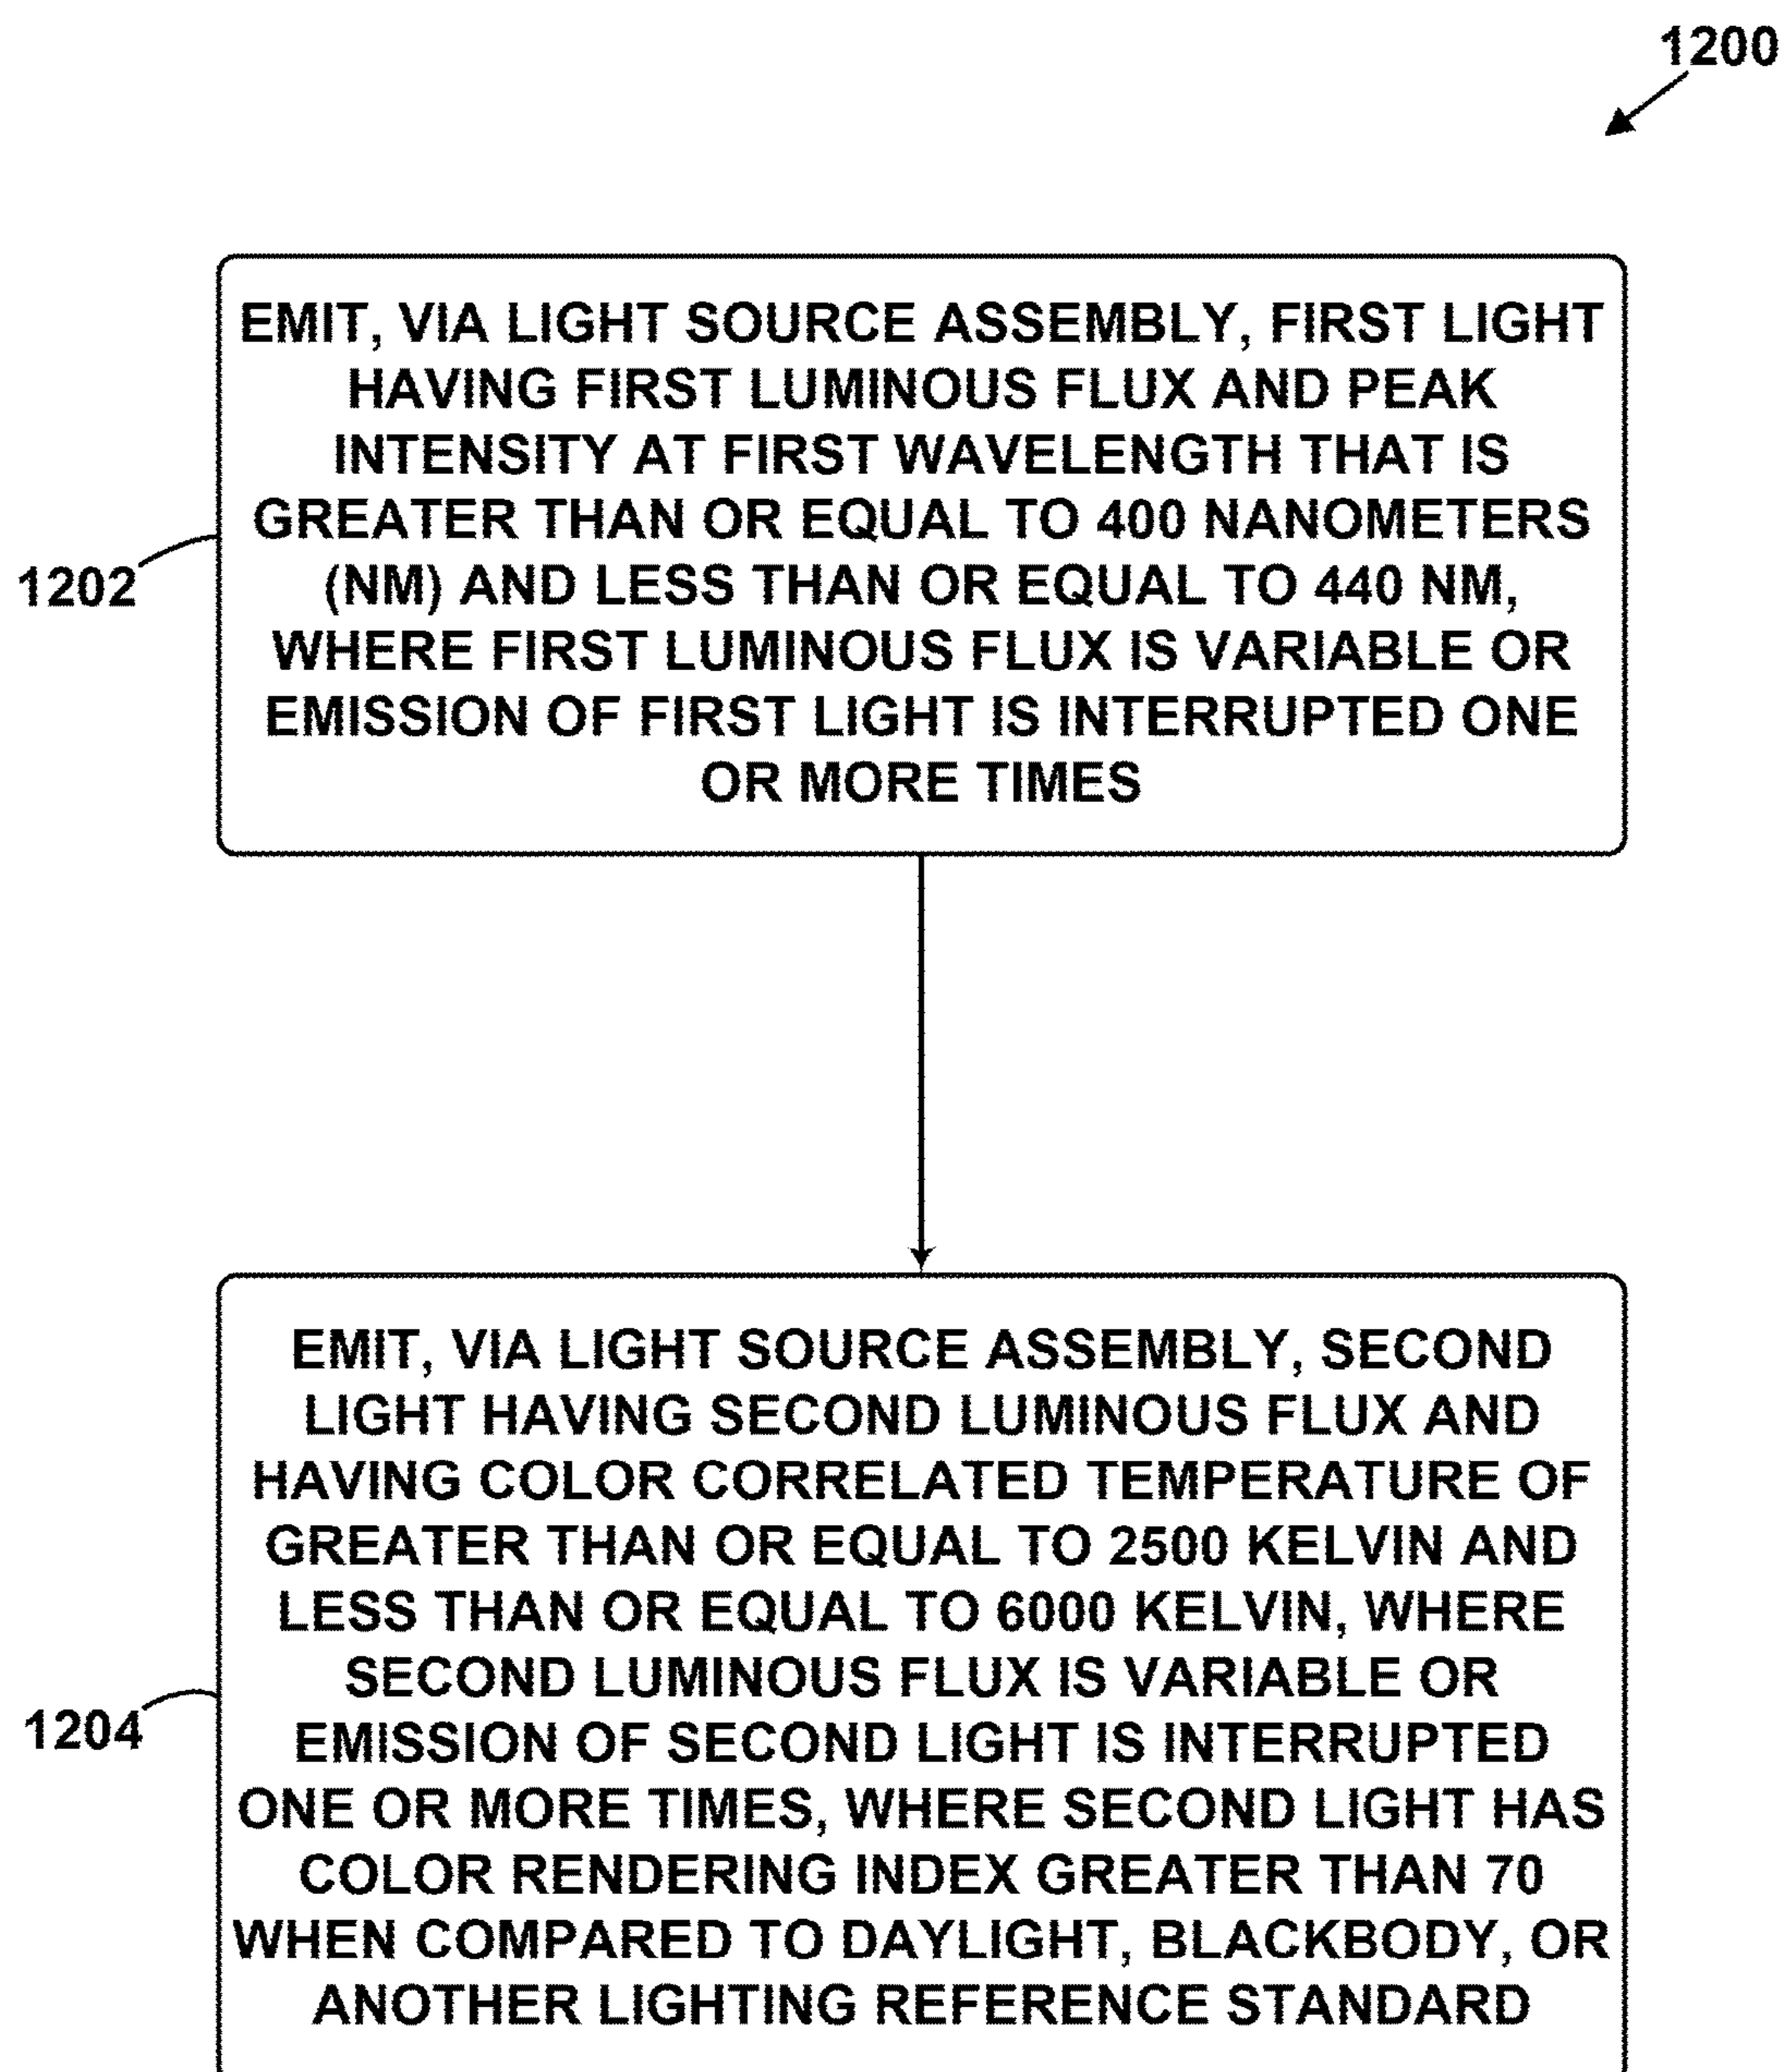 1200
EMIT, VIA LIGHT SOURCE ASSEMBLY, FIRST LIGHT
HAVING FIRST LUMINOUS FLUX AND PEAK
INTENSITY AT FIRST WAVELENGTH THAT IS
GREATER THAN OR EQUAL TO 400 NANOMETERS
(NM) AND LESS THAN OR EQUAL TO 440 NM,
WHERE FIRST LUMINOUS FLUX IS VARIABLE OR
EMISSION OF FIRST LIGHT IS INTERRUPTED ONE
OR MORE TIMES
1202
EMIT, VIA LIGHT SOURCE ASSEMBLY, SECOND
LIGHT HAVING SECOND LUMINOUS FLUX AND
HAVING COLOR CORRELATED TEMPERATURE OF
GREATER THAN OR EQUAL TO 2500 KELVIN AND
LESS THAN OR EQUAL TO 6000 KELVIN, WHERE
SECOND LUMINOUS FLUX IS VARIABLE OR
EMISSION OF SECOND LIGHT IS INTERRUPTED
ONE OR MORE TIMES, WHERE SECOND LIGHT HAS
COLOR RENDERING INDEX GREATER THAN 70
WHEN COMPARED TO DAYLIGHT, BLACKBODY, OR
ANOTHER LIGHTING REFERENCE STANDARD
1204